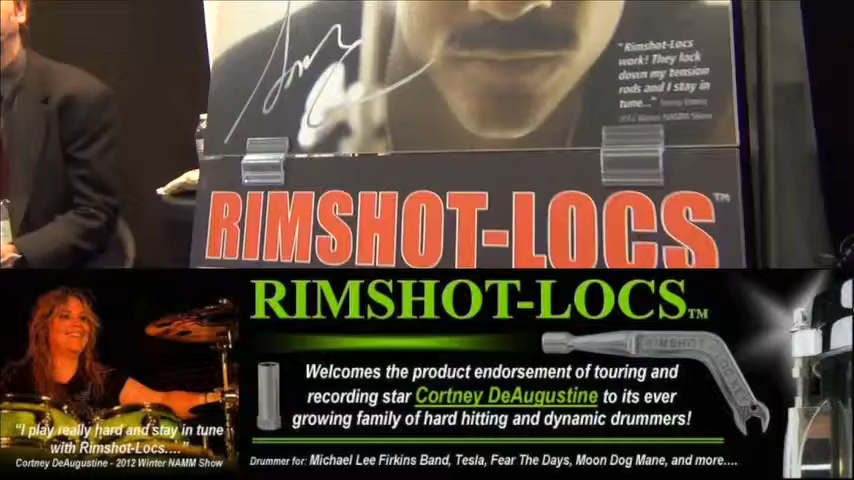 "Rimshot-Locs
work! They lock
down my tension
rods and I stay in
tune..."
2012 Winter NAMM Show
RIMSHOT-LOCS™
RIMSHOT-LOCS™
RIMSHOT
Welcomes the product endorsement of touring and
recording star Cortney DeAugustine to its ever
growing family of hard hitting and dynamic drummers!
"I play really hard and stay in tune
with Rimshot-Locs...."
Cortney DeAugustine - 2012 Winter NAMM Show
Drummer for: Michael Lee Firkins Band, Tesla, Fear The Days, Moon Dog Mane, and more....